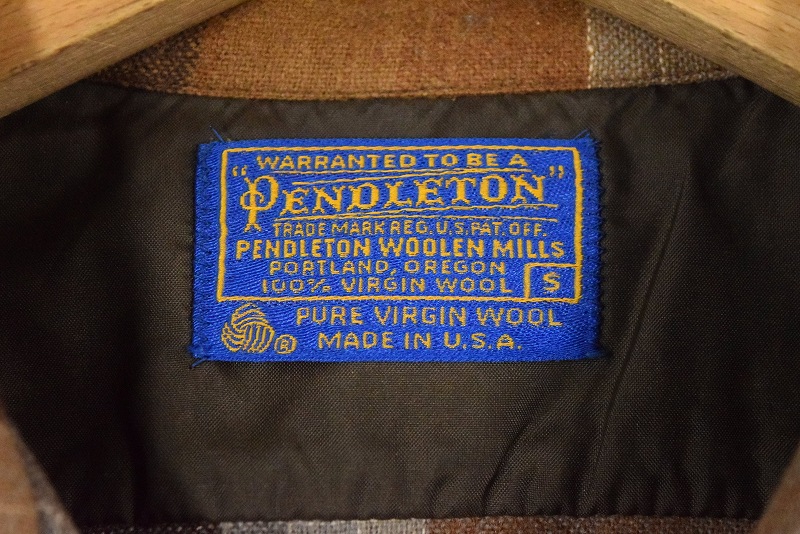 WARRANTED TO BE A
"PENDLETON"
TRADE MARK REG. U.S. PAT. OFF.
PENDLETON WOOLEN MILLS
PORTLAND, OREGON
100% VIRGIN WOOL S
PURE VIRGIN WOOL
® MADE IN U.S.A.